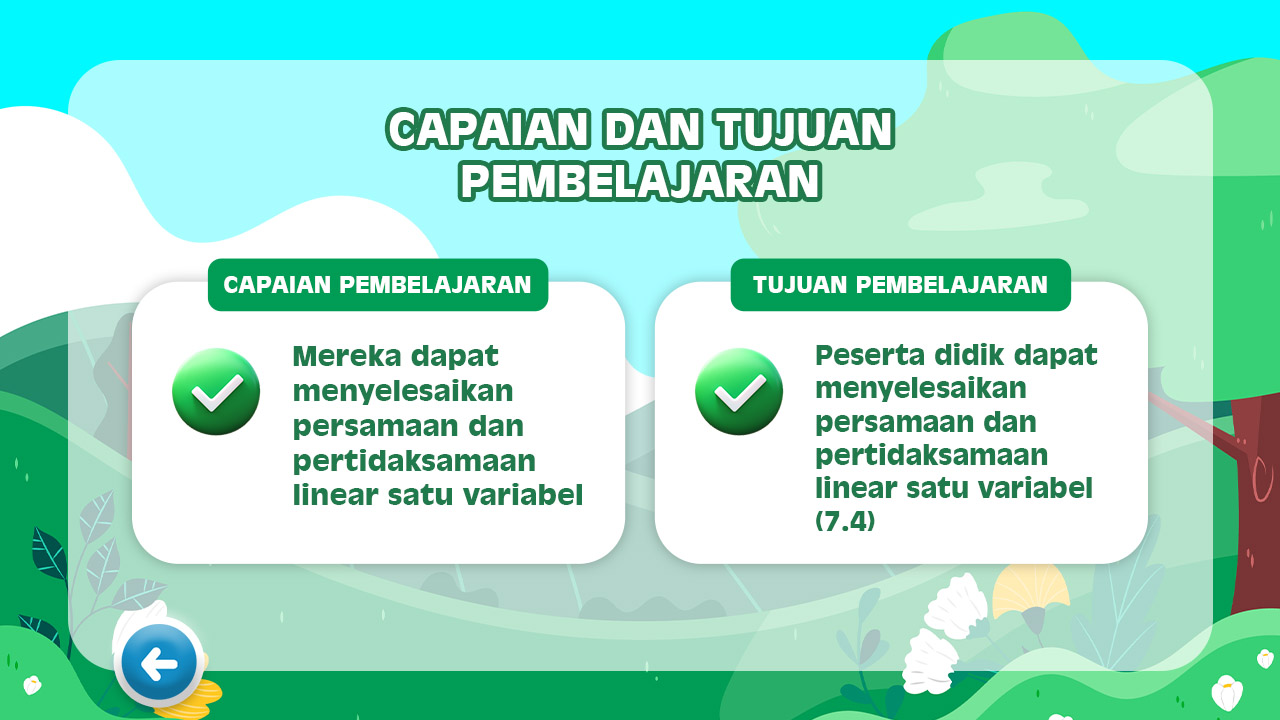 CAPAIAN DAN TUJUAN
PEMBELAJARAN
CAPAIAN PEMBELAJARAN
Mereka dapat
menyelesaikan
persamaan dan
pertidaksamaan
linear satu variabel
TUJUAN PEMBELAJARAN
Peserta didik dapat
menyelesaikan
persamaan dan
pertidaksamaan
linear satu variabel
(7.4)